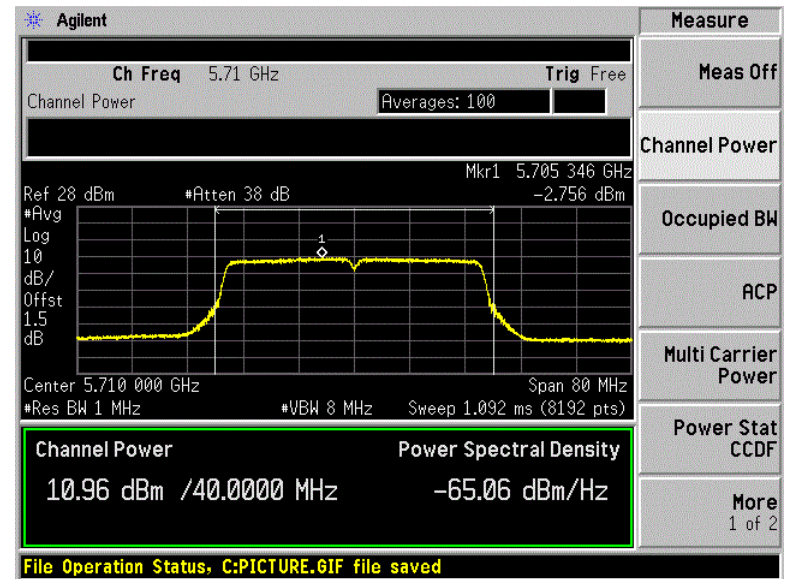 Agilent
Measure
Ch Freq 5.71 GHz Trig Free
Channel Power Averages: 100
Mkr1 5.705 346 GHz
Ref 28 dBm #Atten 38 dB -2.756 dBm
#Avg
Log
10
dB/
Offst
1.5
dB
1
Center 5.710 000 GHz Span 80 MHz
#Res BW 1 MHz #VBW 8 MHz Sweep 1.092 ms (8192 pts)
Channel Power Power Spectral Density
10.96 dBm /40.0000 MHz -65.06 dBm/Hz
File Operation Status, C:PICTURE.GIF file saved
Meas Off
Channel Power
Occupied BW
ACP
Multi Carrier
Power
Power Stat
CCDF
More
1 of 2